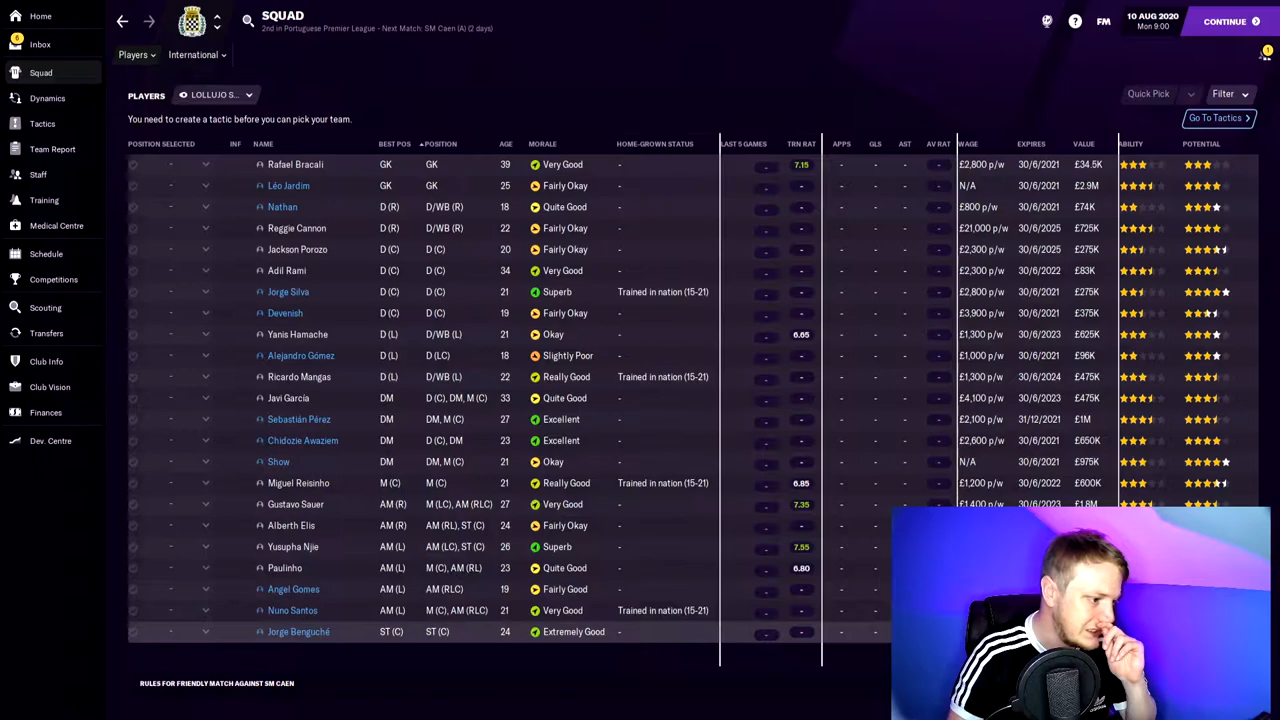 Home
SQUAD
2nd in Portuguese Premier League - Next Match: SM Caen (A) (2 days)
? FM 10 AUG 2020 Mon 9:00 CONTINUE
6 Inbox
Players International
1
Squad
Dynamics
Tactics
Team Report
Staff
Training
Medical Centre
Schedule
Competitions
Scouting
Transfers
Club Info
Club Vision
Finances
Dev. Centre
PLAYERS LOLLUJO S... Quick Pick Filter
You need to create a tactic before you can pick your team. Go To Tactics
POSITION SELECTED INF NAME BEST POS POSITION AGE MORALE HOME-GROWN STATUS LAST 5 GAMES TRN RAT APPS GLS AST AV RAT WAGE EXPIRES VALUE ABILITY POTENTIAL
- Rafael Bracali GK GK 39 Very Good - - 7.15 - - - - £2,800 p/w 30/6/2021 £34.5K
- Léo Jardim GK GK 25 Fairly Okay - - - - - - - N/A 30/6/2021 £2.9M
- Nathan D (R) D/WB (R) 18 Quite Good - - - - - - - £800 p/w 30/6/2021 £74K
- Reggie Cannon D (R) D/WB (R) 22 Fairly Okay - - - - - - - £21,000 p/w 30/6/2025 £725K
- Jackson Porozo D (C) D (C) 20 Fairly Okay - - - - - - - £2,300 p/w 30/6/2025 £275K
- Adil Rami D (C) D (C) 34 Very Good - - - - - - - £2,300 p/w 30/6/2022 £83K
- Jorge Silva D (C) D (C) 21 Superb Trained in nation (15-21) - - - - - - £2,800 p/w 30/6/2021 £275K
- Devenish D (C) D (C) 19 Fairly Okay - - - - - - - £3,900 p/w 30/6/2021 £375K
- Yanis Hamache D (L) D/WB (L) 21 Okay - - 6.65 - - - - £1,300 p/w 30/6/2023 £625K
- Alejandro Gómez D (L) D (LC) 18 Slightly Poor - - - - - - - £1,000 p/w 30/6/2021 £96K
- Ricardo Mangas D (L) D/WB (L) 22 Really Good Trained in nation (15-21) - - - - - - £1,300 p/w 30/6/2024 £475K
- Javi García DM D (C), DM, M (C) 33 Quite Good - - - - - - - £4,100 p/w 30/6/2023 £475K
- Sebastián Pérez DM DM, M (C) 27 Excellent - - - - - - - £2,100 p/w 31/12/2021 £1M
- Chidozie Awaziem DM D (C), DM 23 Excellent - - - - - - - £2,600 p/w 30/6/2021 £650K
- Show DM DM, M (C) 21 Okay - - - - - - - N/A 30/6/2021 £975K
- Miguel Reisinho M (C) M (C) 21 Really Good Trained in nation (15-21) - 6.85 - - - - £1,200 p/w 30/6/2022 £600K
- Gustavo Sauer AM (R) M (LC), AM (RLC) 27 Very Good - - 7.35 - - - - £1,400 p/w 30/6/2023 £1.8M
- Alberth Elis AM (R) AM (RL), ST (C) 24 Fairly Okay - - - - -
- Yusupha Njie AM (L) AM (LC), ST (C) 26 Superb - - 7.55 - -
- Paulinho AM (L) M (C), AM (RL) 23 Quite Good - - 6.80 - -
- Angel Gomes AM (L) AM (RLC) 19 Fairly Good - - - - -
- Nuno Santos AM (L) M (C), AM (RLC) 21 Very Good Trained in nation (15-21) - - - -
- Jorge Benguché ST (C) ST (C) 24 Extremely Good - - - - -
RULES FOR FRIENDLY MATCH AGAINST SM CAEN